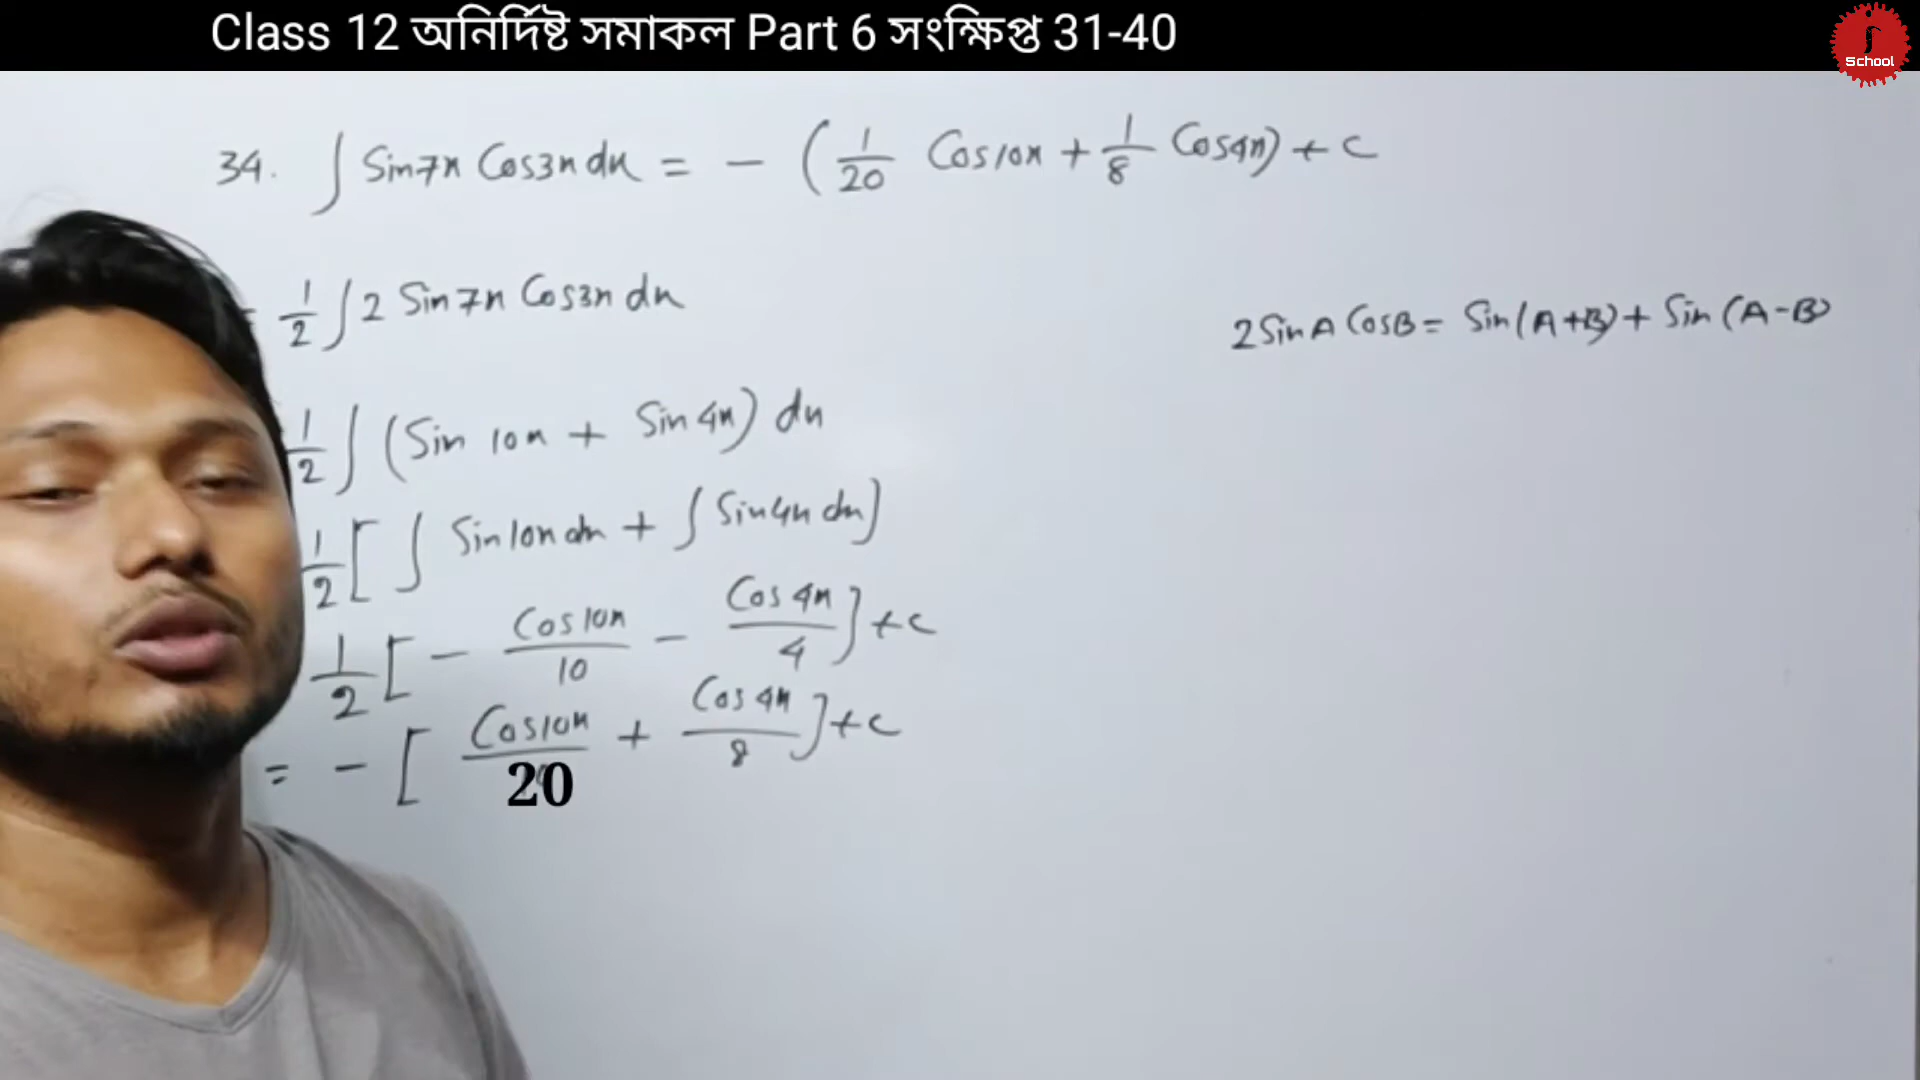 Class 12 অনির্দিষ্ট সমাকল Part 6 সংক্ষিপ্ত 31-40
School
34. ∫ Sin7x Cos3x dx = - (1/20 Cos10x + 1/8 Cos4x) + c
= 1/2 ∫ 2 Sin7x Cos3x dx
2SinA CosB = Sin(A+B) + Sin(A-B)
1/2 ∫ (Sin 10x + Sin 4x) dx
1/2 [ ∫ Sin10x dx + ∫ Sin4x dx ]
1/2 [ - Cos10x/10 - Cos4x/4 ] + c
= - [ Cos10x/20 + Cos4x/8 ] + c